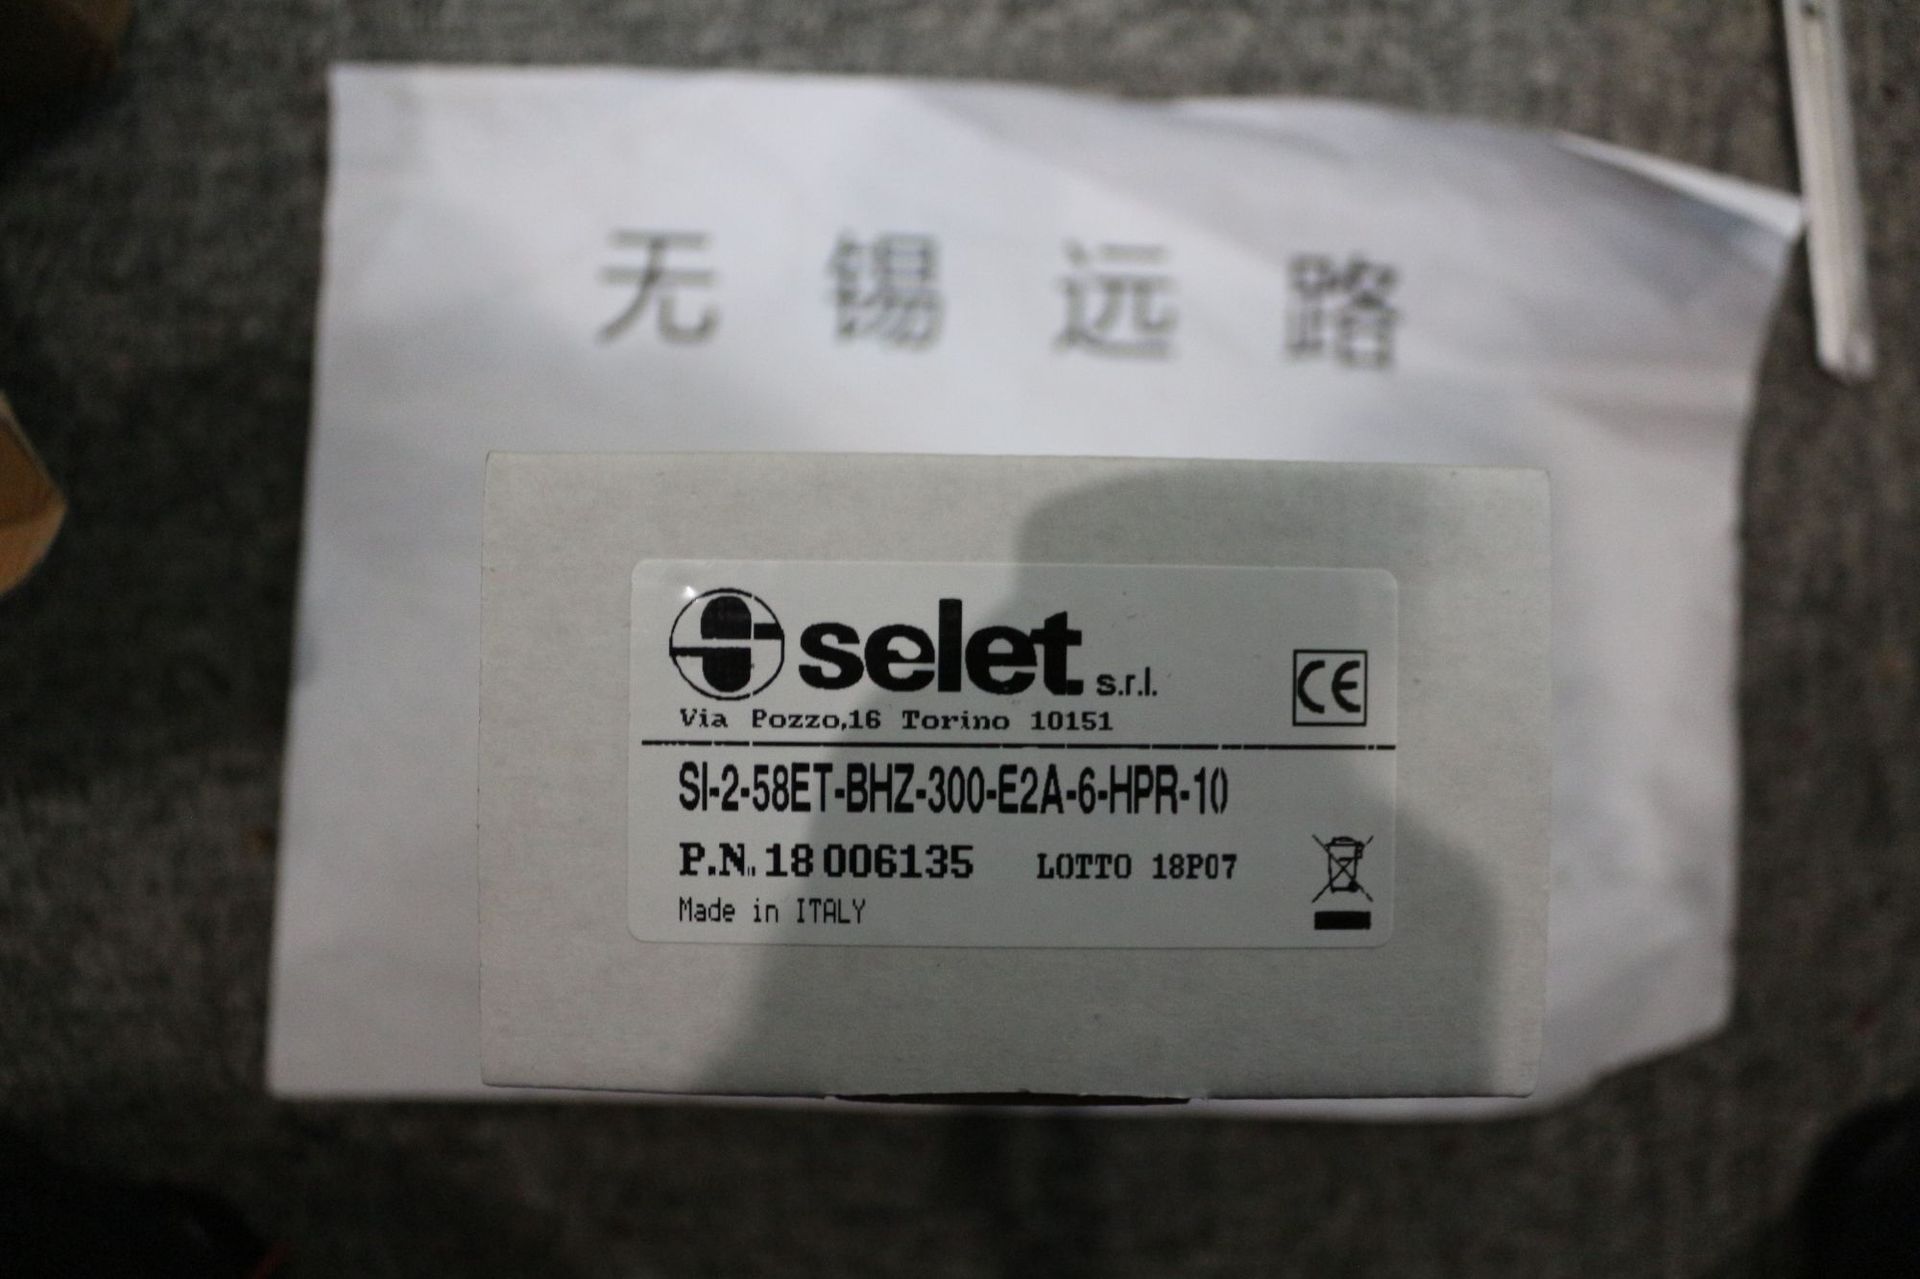 无锡远路
selet s.r.l.
Via Pozzo,16 Torino 10151
CE
SI-2-58ET-BHZ-300-E2A-6-HPR-10
P.N. 18 006135 LOTTO 18P07
Made in ITALY